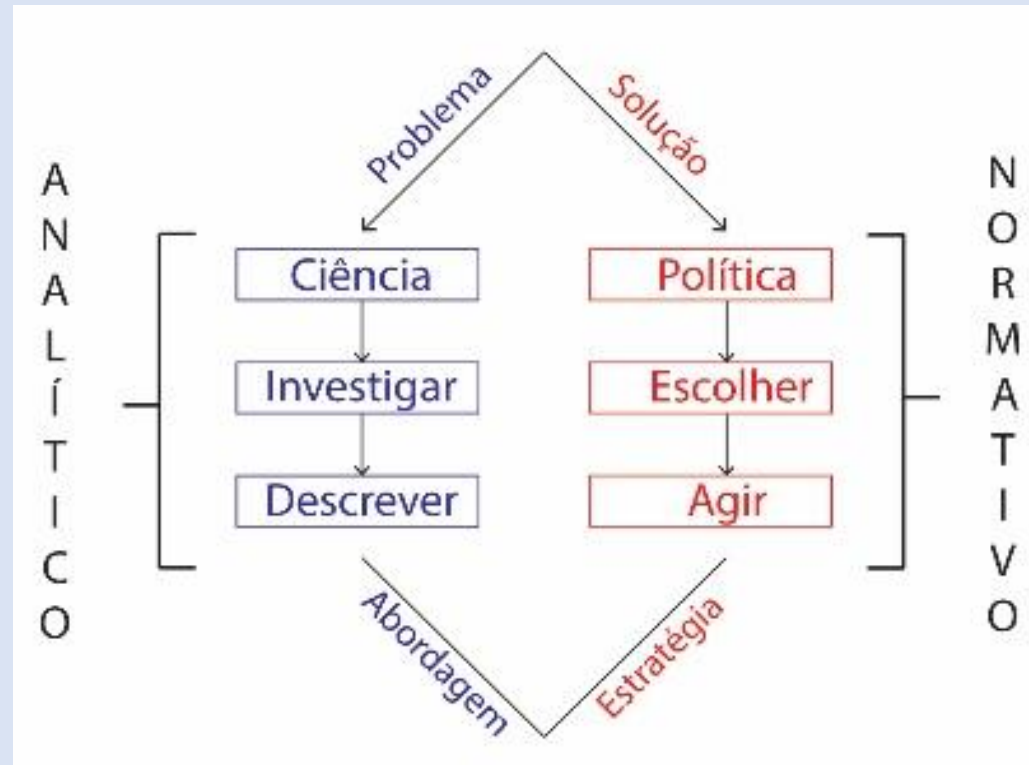 Problema
Solução
ANALÍTICO
Ciência
Investigar
Descrever
Política
Escolher
Agir
NORMATIVO
Abordagem
Estratégia